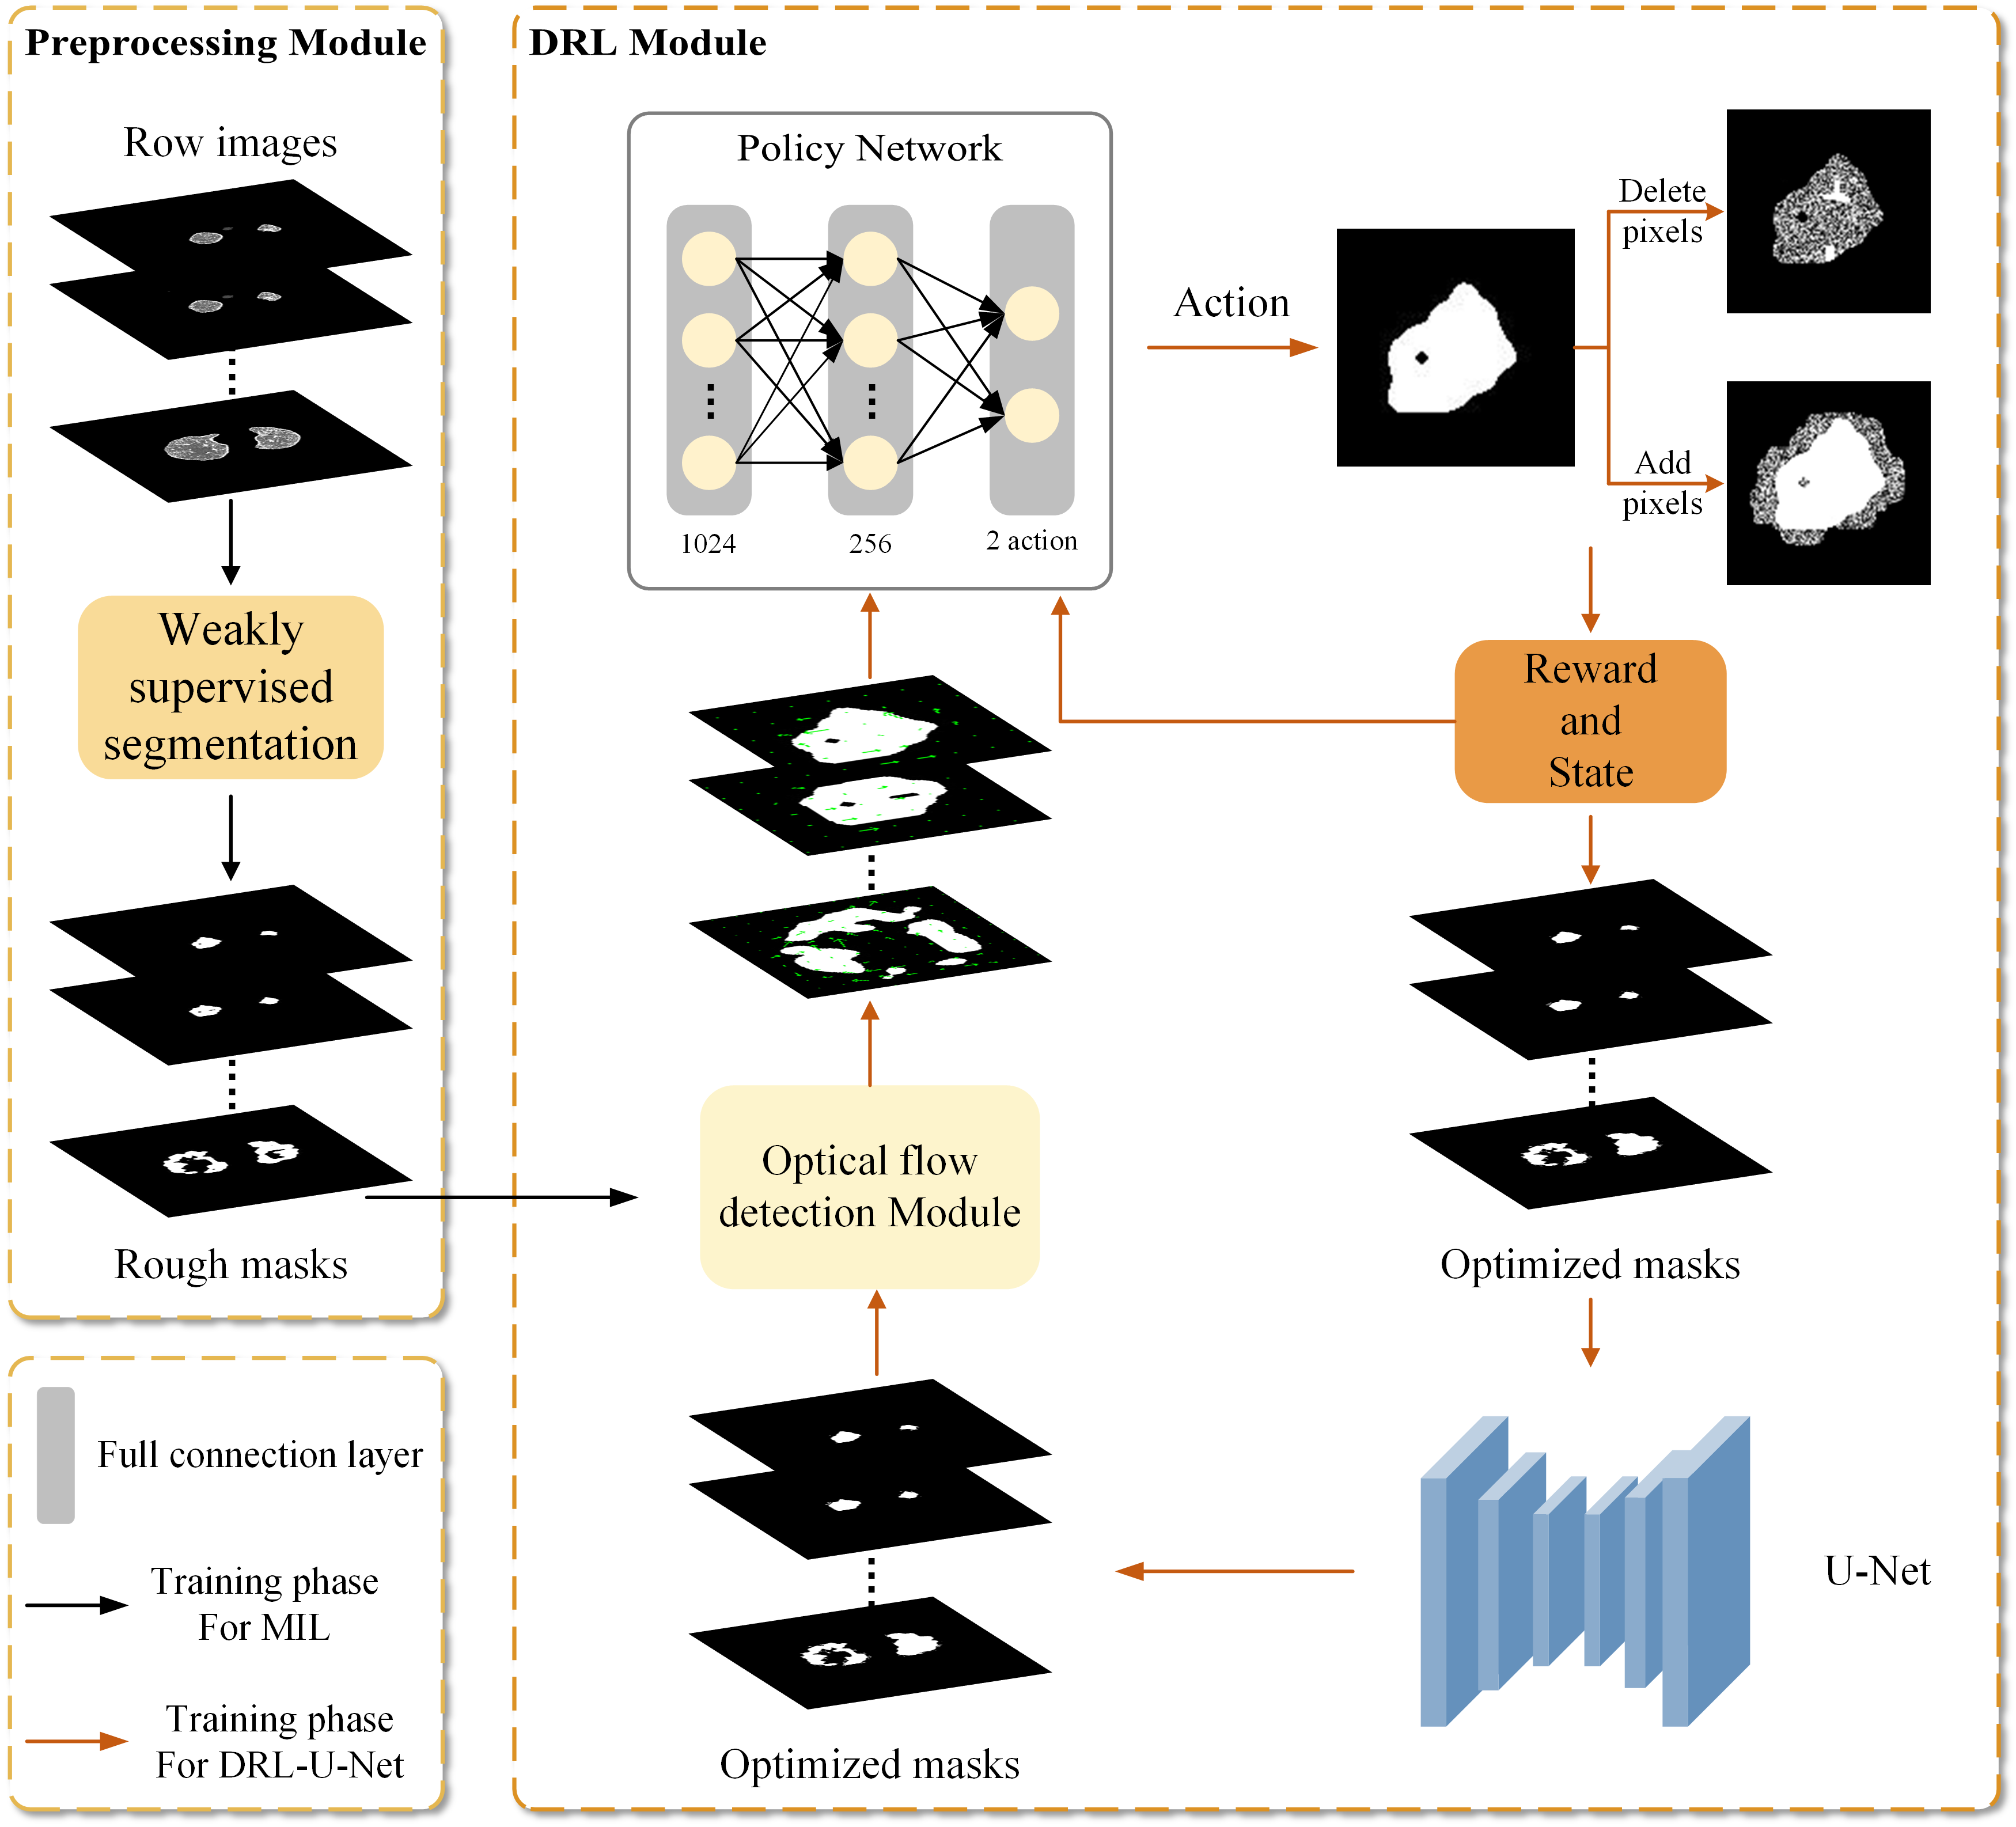 Preprocessing Module
Row images
Weakly
supervised
segmentation
Rough masks
Full connection layer
Training phase
For MIL
Training phase
For DRL-U-Net
DRL Module
Policy Network
1024
256
2 action
Action
Delete
pixels
Add
pixels
Reward
and
State
Optical flow
detection Module
Optimized masks
U-Net
Optimized masks